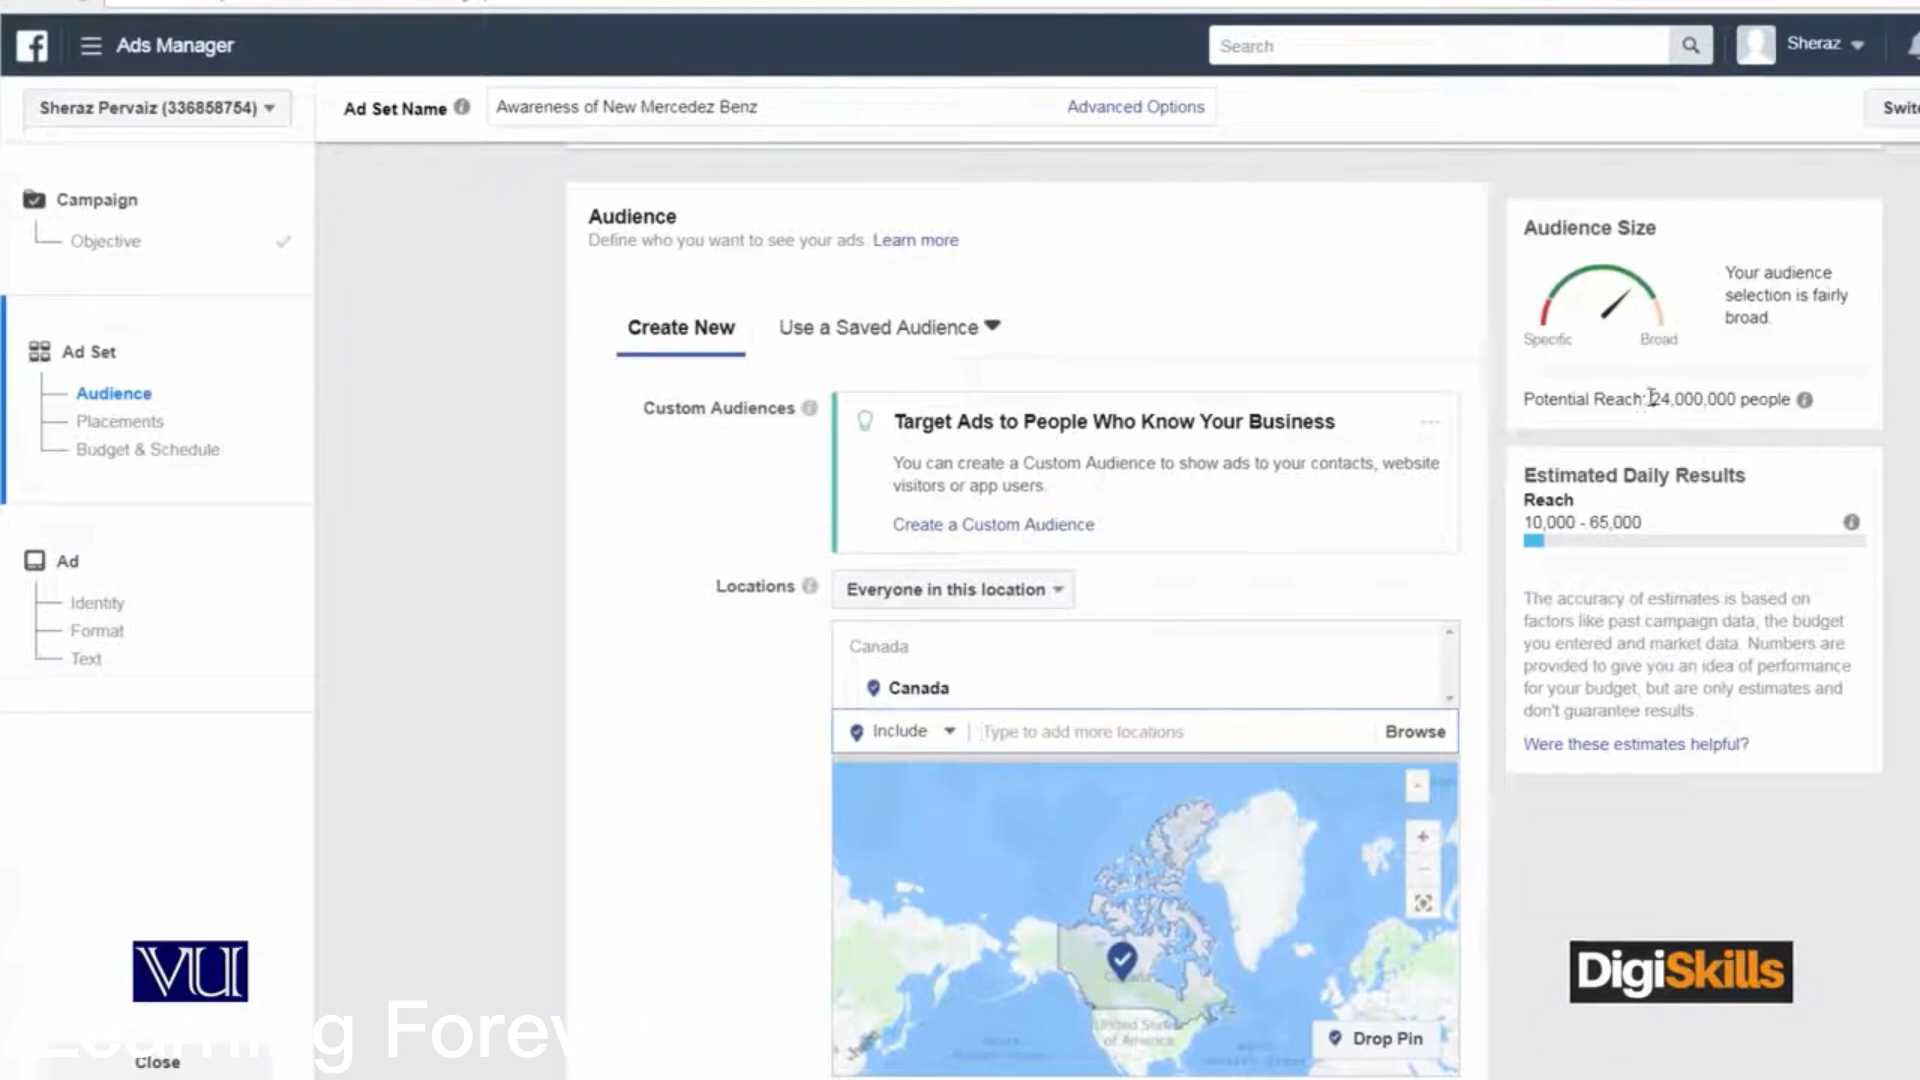 Ads Manager
Search
Sheraz
Sheraz Pervaiz (336858754)
Ad Set Name
Awareness of New Mercedez Benz
Advanced Options
Campaign
Objective
Ad Set
Audience
Placements
Budget & Schedule
Ad
Identity
Format
Text
Close
Audience
Define who you want to see your ads. Learn more
Create New
Use a Saved Audience
Custom Audiences
Target Ads to People Who Know Your Business
You can create a Custom Audience to show ads to your contacts, website
visitors or app users.
Create a Custom Audience
Locations
Everyone in this location
Canada
Canada
Include
Type to add more locations
Browse
United States
of America
Drop Pin
Audience Size
Your audience
selection is fairly
broad.
Specific
Broad
Potential Reach: 24,000,000 people
Estimated Daily Results
Reach
10,000 - 65,000
The accuracy of estimates is based on
factors like past campaign data, the budget
you entered and market data. Numbers are
provided to give you an idea of performance
for your budget, but are only estimates and
don't guarantee results.
Were these estimates helpful?
VU
Learning Forever
DigiSkills